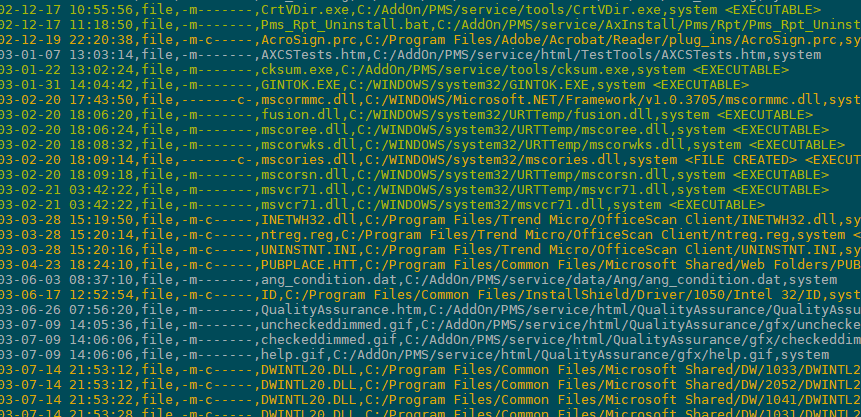 02-12-17 10:55:56,file,-m-------,CrtVDir.exe,C:/AddOn/PMS/service/tools/CrtVDir.exe,system <EXECUTABLE>
02-12-17 11:18:50,file,-m-------,Pms_Rpt_Uninstall.bat,C:/AddOn/PMS/service/AxInstall/Pms/Rpt/Pms_Rpt_Uninst
02-12-19 22:20:38,file,-m-c-----,AcroSign.prc,C:/Program Files/Adobe/Acrobat/Reader/plug_ins/AcroSign.prc,sy
03-01-07 13:03:14,file,-m-------,AXCSTests.htm,C:/AddOn/PMS/service/html/TestTools/AXCSTests.htm,system
03-01-22 13:02:24,file,-m-------,cksum.exe,C:/AddOn/PMS/service/tools/cksum.exe,system <EXECUTABLE>
03-01-31 14:04:42,file,-m-------,GINTOK.EXE,C:/WINDOWS/system32/GINTOK.EXE,system <EXECUTABLE>
03-02-20 17:43:50,file,-------c-,mscormmc.dll,C:/WINDOWS/Microsoft.NET/Framework/v1.0.3705/mscormmc.dll,syst
03-02-20 18:06:20,file,-m-------,fusion.dll,C:/WINDOWS/system32/URTTemp/fusion.dll,system <EXECUTABLE>
03-02-20 18:06:24,file,-m-------,mscoree.dll,C:/WINDOWS/system32/URTTemp/mscoree.dll,system <EXECUTABLE>
03-02-20 18:08:32,file,-m-------,mscorwks.dll,C:/WINDOWS/system32/URTTemp/mscorwks.dll,system <EXECUTABLE>
03-02-20 18:09:14,file,-------c-,mscories.dll,C:/WINDOWS/system32/mscories.dll,system <FILE CREATED> <EXECUT
03-02-20 18:09:18,file,-m-------,mscorsn.dll,C:/WINDOWS/system32/URTTemp/mscorsn.dll,system <EXECUTABLE>
03-02-21 03:42:22,file,-m-------,msvcr71.dll,C:/WINDOWS/system32/URTTemp/msvcr71.dll,system <EXECUTABLE>
03-02-21 03:42:22,file,-m-------,msvcr71.dll,C:/WINDOWS/system32/msvcr71.dll,system <EXECUTABLE>
03-03-28 15:19:50,file,-m-c-----,INETWH32.dll,C:/Program Files/Trend Micro/OfficeScan Client/INETWH32.dll,sy
03-03-28 15:20:14,file,-m-c-----,ntreg.reg,C:/Program Files/Trend Micro/OfficeScan Client/ntreg.reg,system <
03-03-28 15:20:16,file,-m-c-----,UNINSTNT.INI,C:/Program Files/Trend Micro/OfficeScan Client/UNINSTNT.INI,sy
03-04-23 18:24:10,file,-m-c-----,PUBPLACE.HTT,C:/Program Files/Common Files/Microsoft Shared/Web Folders/PUB
03-06-03 08:37:10,file,-m-------,ang_condition.dat,C:/AddOn/PMS/service/data/Ang/ang_condition.dat,system
03-06-17 12:52:54,file,-m-c-----,ID,C:/Program Files/Common Files/InstallShield/Driver/1050/Intel 32/ID,syst
03-06-26 07:56:20,file,-m-------,QualityAssurance.htm,C:/AddOn/PMS/service/html/QualityAssurance/QualityAssu
03-07-09 14:05:36,file,-m-------,uncheckeddimmed.gif,C:/AddOn/PMS/service/html/QualityAssurance/gfx/unchecke
03-07-09 14:06:06,file,-m-------,checkeddimmed.gif,C:/AddOn/PMS/service/html/QualityAssurance/gfx/checkeddim
03-07-09 14:06:06,file,-m-------,help.gif,C:/AddOn/PMS/service/html/QualityAssurance/gfx/help.gif,system
03-07-14 21:53:12,file,-m-c-----,DWINTL20.DLL,C:/Program Files/Common Files/Microsoft Shared/DW/1033/DWINTL2
03-07-14 21:53:12,file,-m-c-----,DWINTL20.DLL,C:/Program Files/Common Files/Microsoft Shared/DW/2052/DWINTL2
03-07-14 21:53:22,file,-m-c-----,DWINTL20.DLL,C:/Program Files/Common Files/Microsoft Shared/DW/1041/DWINTL2
03-07-14 21:53:28,file,-m-c-----,DWINTL20.DLL,C:/Program Files/Common Files/Microsoft Shared/DW/1033/DWINTL2